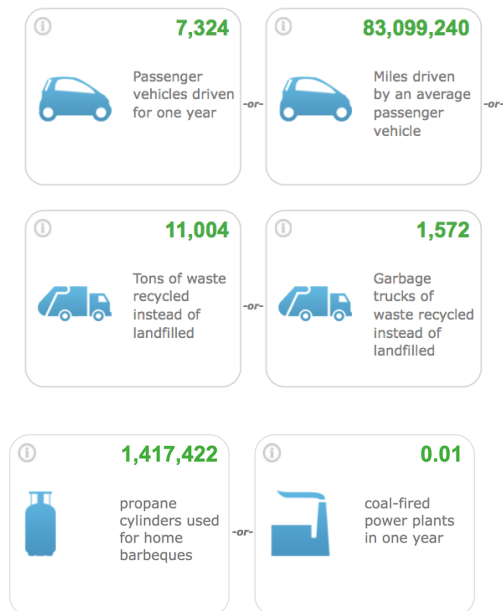 7,324
Passenger
vehicles driven
for one year
-or-
83,099,240
Miles driven
by an average
passenger
vehicle
-or-
11,004
Tons of waste
recycled
instead of
landfilled
-or-
1,572
Garbage
trucks of
waste recycled
instead of
landfilled
1,417,422
propane
cylinders used
for home
barbeques
-or-
0.01
coal-fired
power plants
in one year